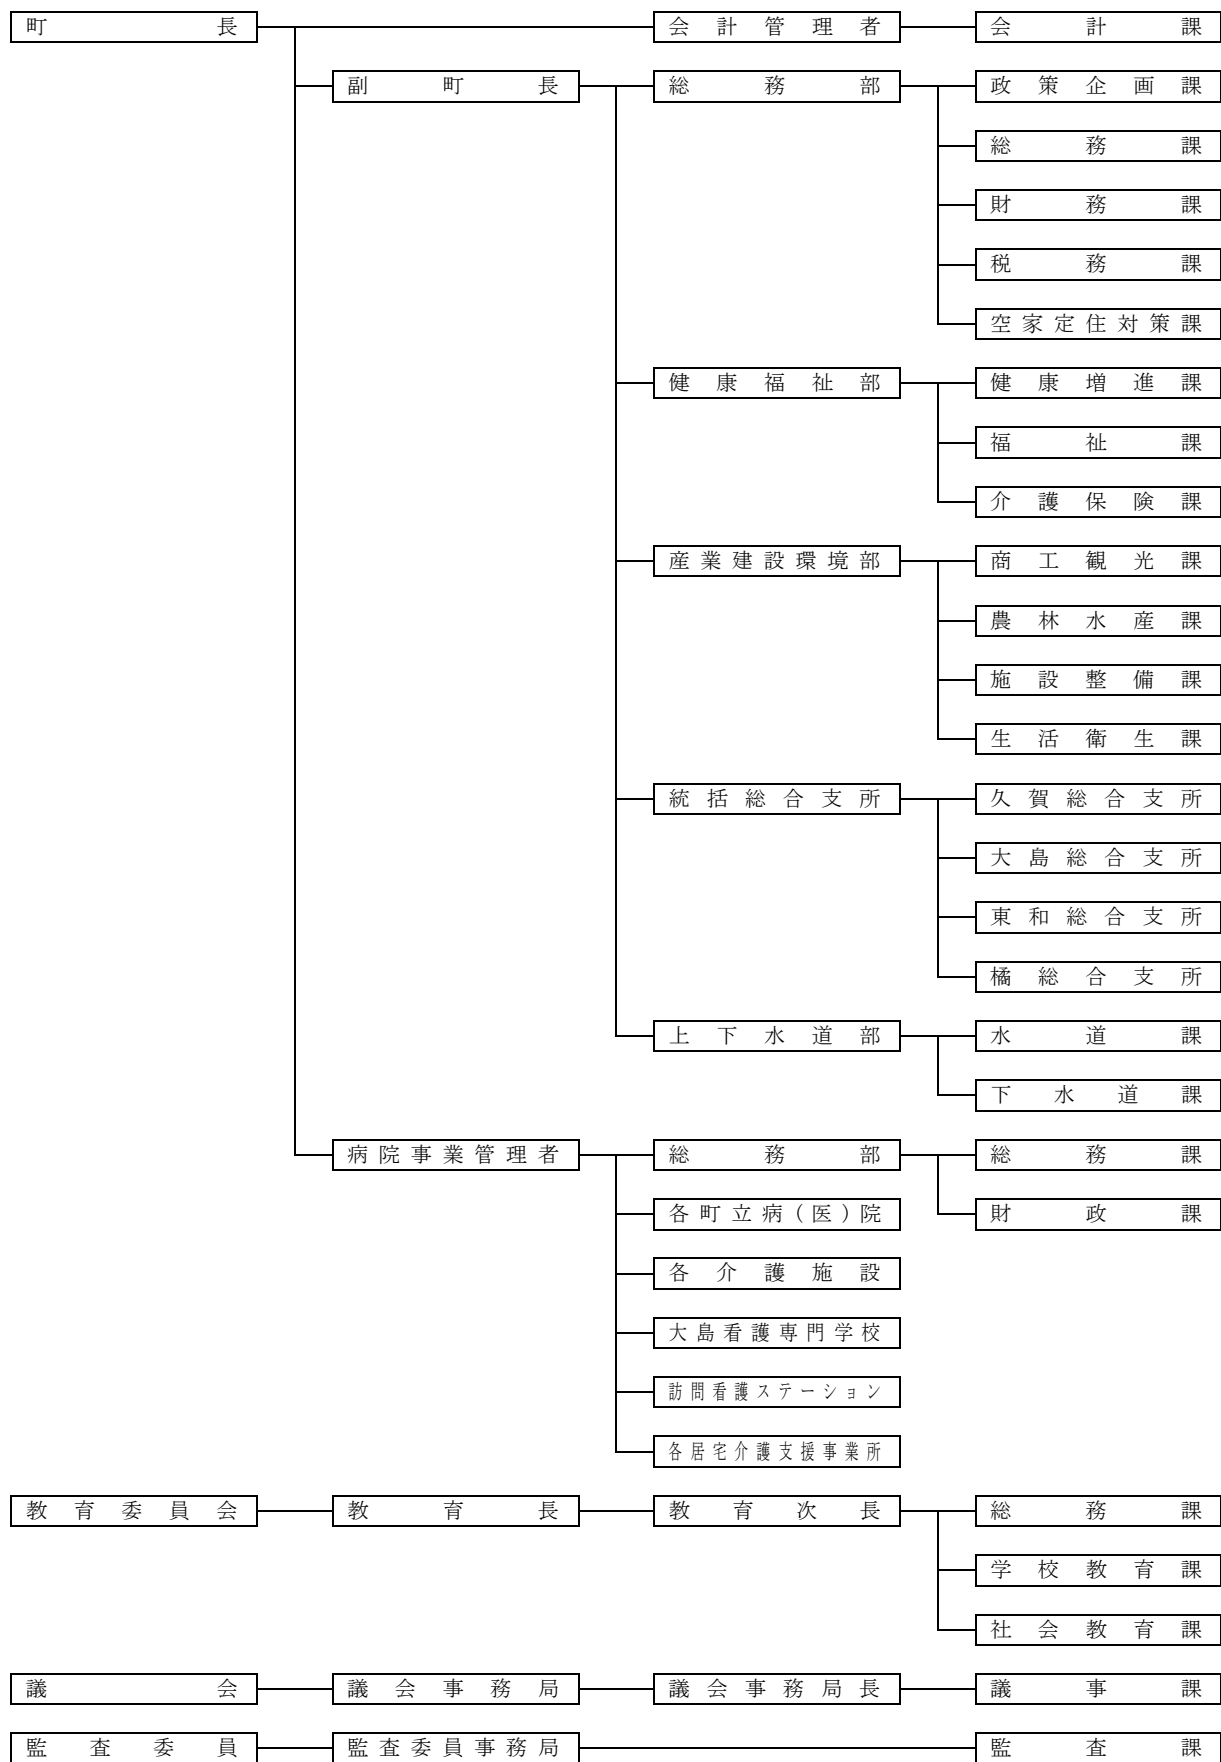 町長 会計管理者 会計課
副町長 総務部 政策企画課
総務課
財務課
税務課
空家定住対策課
健康福祉部 健康増進課
福祉課
介護保険課
産業建設環境部 商工観光課
農林水産課
施設整備課
生活衛生課
統括総合支所 久賀総合支所
大島総合支所
東和総合支所
橘総合支所
上下水道部 水道課
下水道課
病院事業管理者 総務部 総務課
各町立病(医)院 財政課
各介護施設
大島看護専門学校
訪問看護ステーション
各居宅介護支援事業所
教育委員会 教育長 教育次長 総務課
学校教育課
社会教育課
議会 議会事務局 議会事務局長 議事課
監査委員 監査委員事務局 監査課